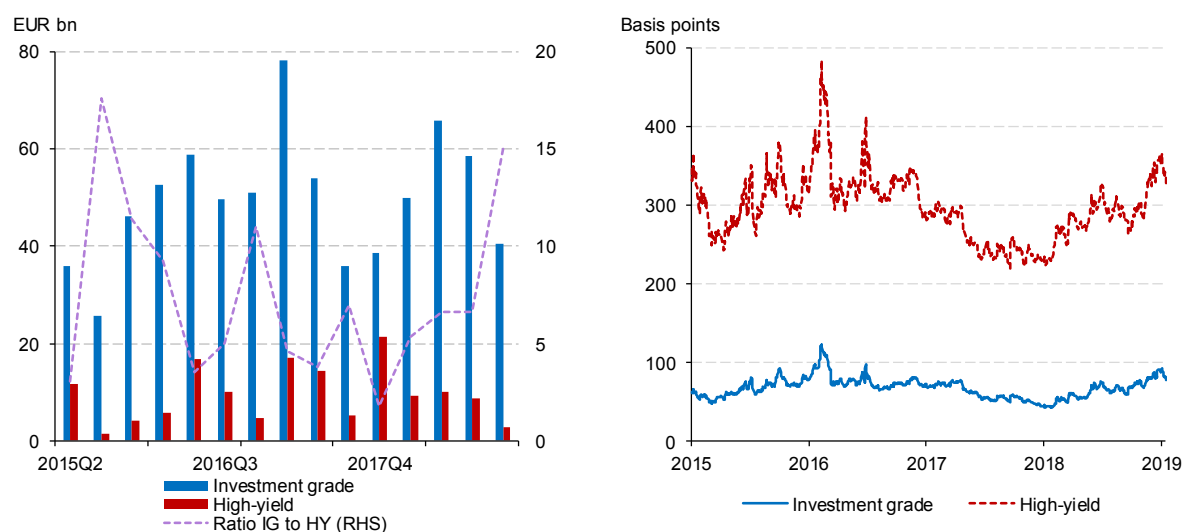 EUR bn
80
60
40
20
0
20
15
10
5
0
2015Q2
2016Q3
2017Q4
Investment grade
High-yield
Ratio IG to HY (RHS)
Basis points
500
400
300
200
100
0
2015
2016
2017
2018
2019
Investment grade
High-yield